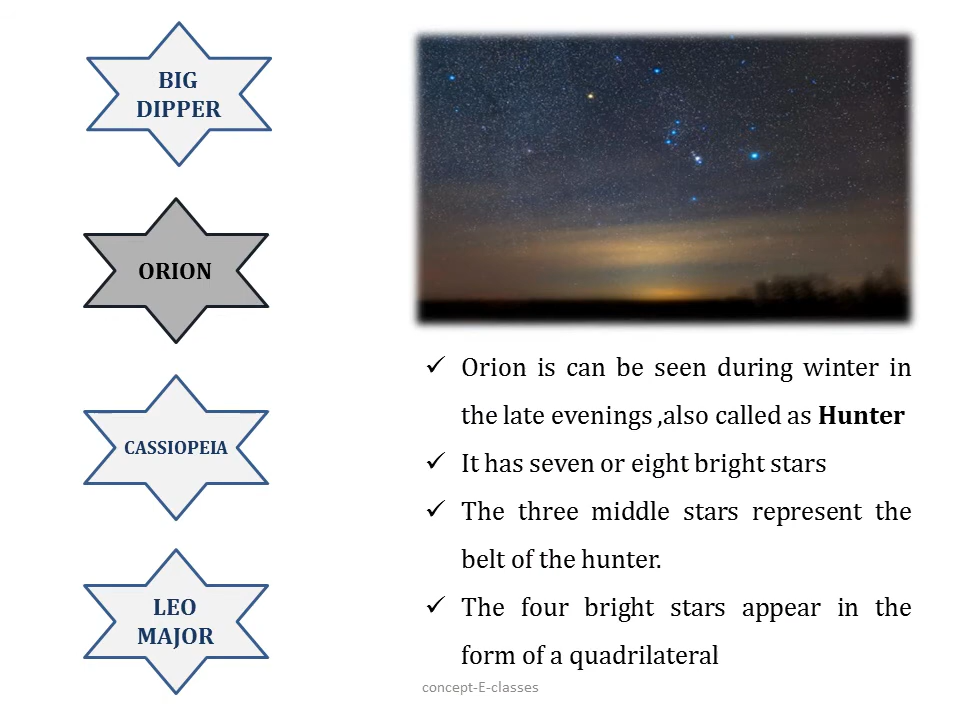 BIG
DIPPER
ORION
CASSIOPEIA
LEO
MAJOR
✓ Orion is can be seen during winter in
the late evenings ,also called as Hunter
✓ It has seven or eight bright stars
✓ The three middle stars represent the
belt of the hunter.
✓ The four bright stars appear in the
form of a quadrilateral
concept-E-classes